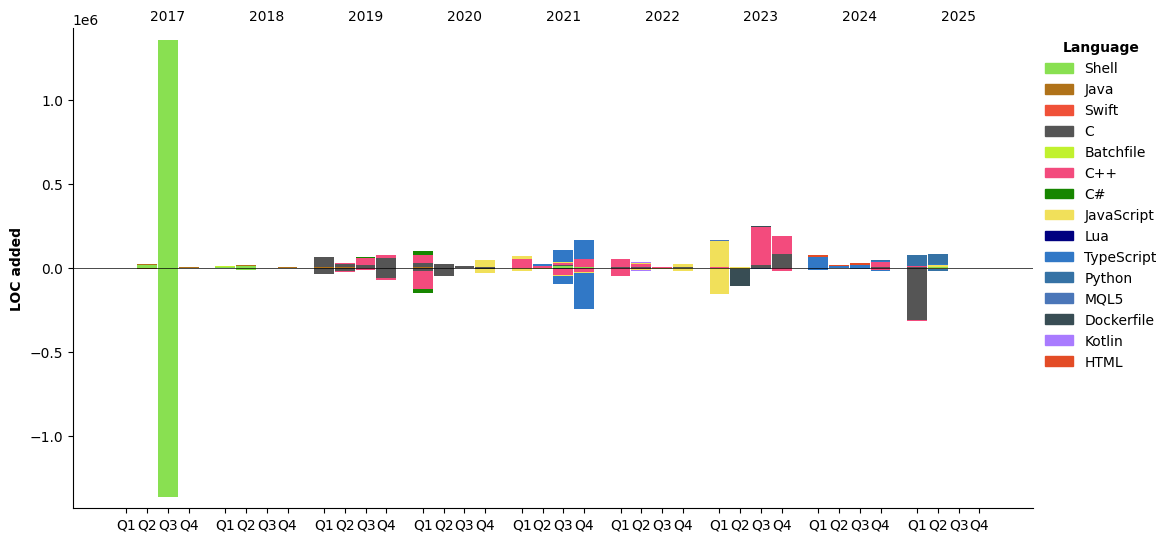 2017 2018 2019 2020 2021 2022 2023 2024 2025
1e6
1.0
0.5
0.0
−0.5
−1.0
LOC added
Q1 Q2 Q3 Q4 Q1 Q2 Q3 Q4 Q1 Q2 Q3 Q4 Q1 Q2 Q3 Q4 Q1 Q2 Q3 Q4 Q1 Q2 Q3 Q4 Q1 Q2 Q3 Q4 Q1 Q2 Q3 Q4 Q1 Q2 Q3 Q4
Language
Shell
Java
Swift
C
Batchfile
C++
C#
JavaScript
Lua
TypeScript
Python
MQL5
Dockerfile
Kotlin
HTML